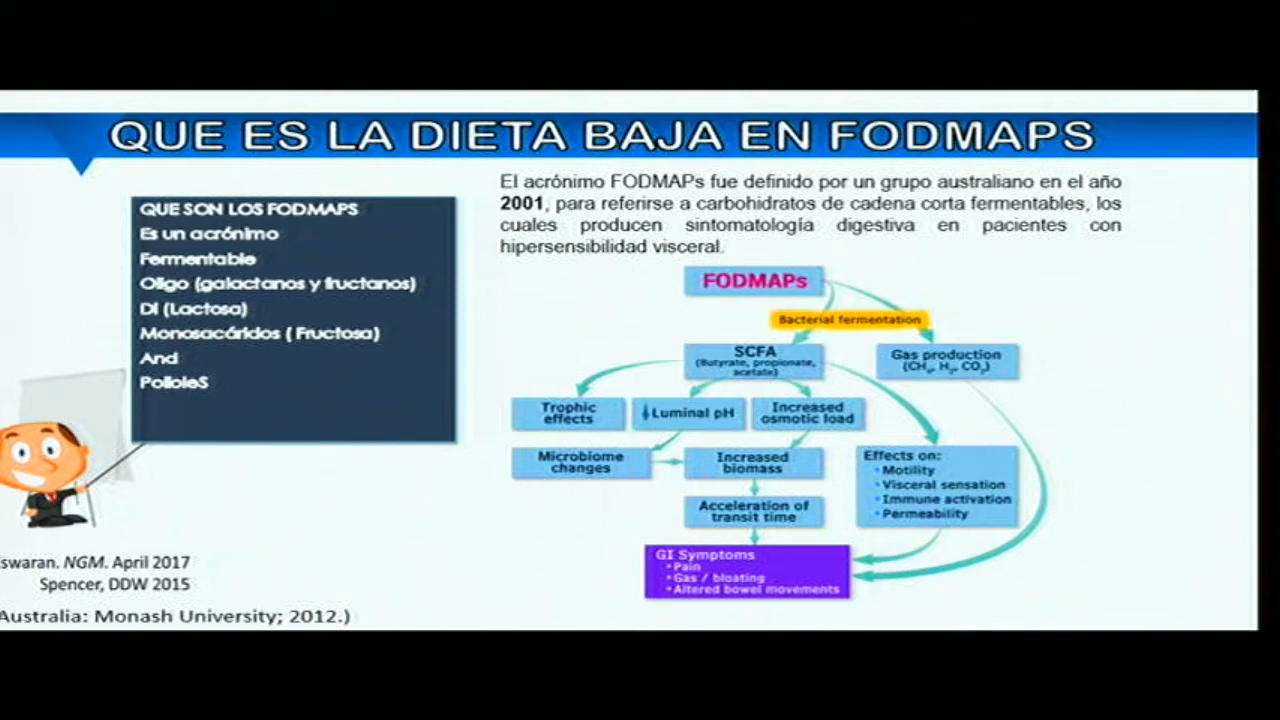 QUE ES LA DIETA BAJA EN FODMAPS
QUE SON LOS FODMAPS
Es un acrónimo
Fermentable
Oligo (galactanos y fructanos)
DI (Lactosa)
Monosacáridos ( Fructosa)
And
PolioleS
El acrónimo FODMAPs fue definido por un grupo australiano en el año
2001, para referirse a carbohidratos de cadena corta fermentables, los
cuales producen sintomatología digestiva en pacientes con
hipersensibilidad visceral.
FODMAPs
Bacterial fermentation
SCFA
(Butyrate, propionate,
acetate)
Gas production
(CH4, H2, CO2)
Trophic
effects
↓Luminal pH
Increased
osmotic load
Microbiome
changes
Increased
biomass
Effects on:
• Motility
• Visceral sensation
• Immune activation
• Permeability
Acceleration of
transit time
GI Symptoms
• Pain
• Gas / bloating
• Altered bowel movements
swaran. NGM. April 2017
Spencer, DDW 2015
Australia: Monash University; 2012.)